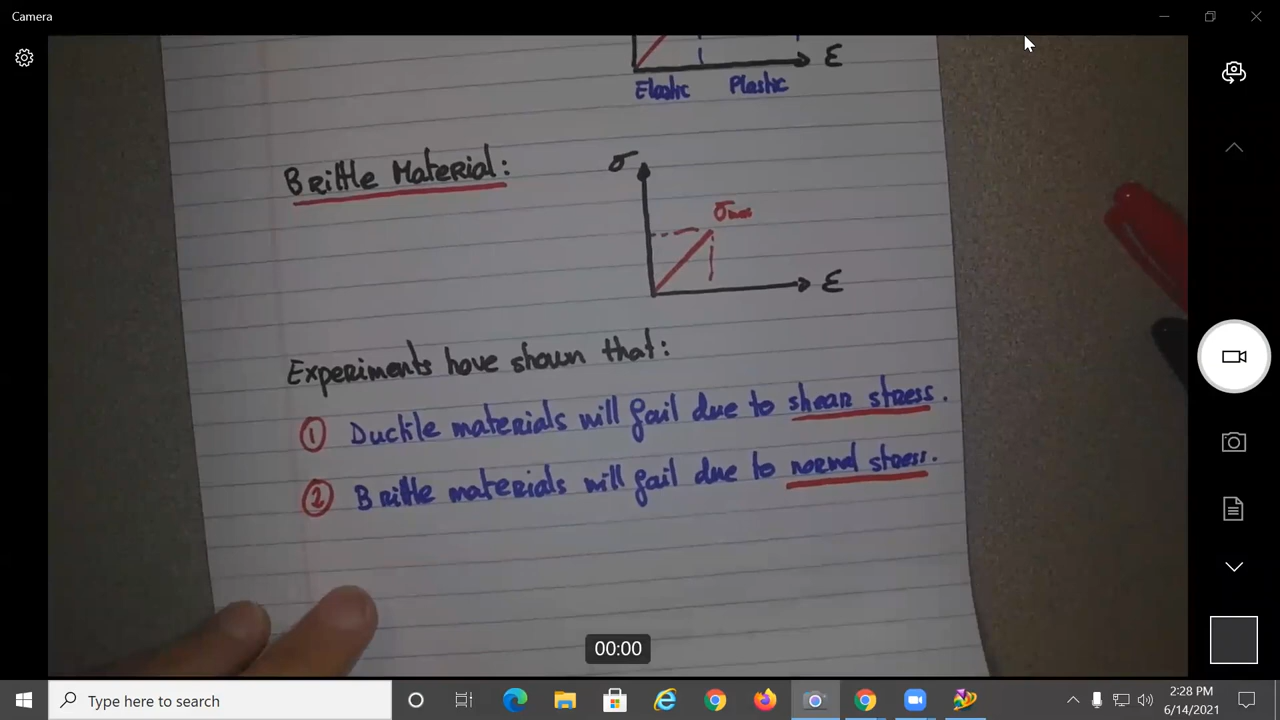 Camera
ε
Elastic Plastic
Brittle Material:
σ
σmax
ε
Experiments have shown that:
① Ductile materials will fail due to shear stress.
② Brittle materials will fail due to normal stress.
00:00
Type here to search
2:28 PM
6/14/2021